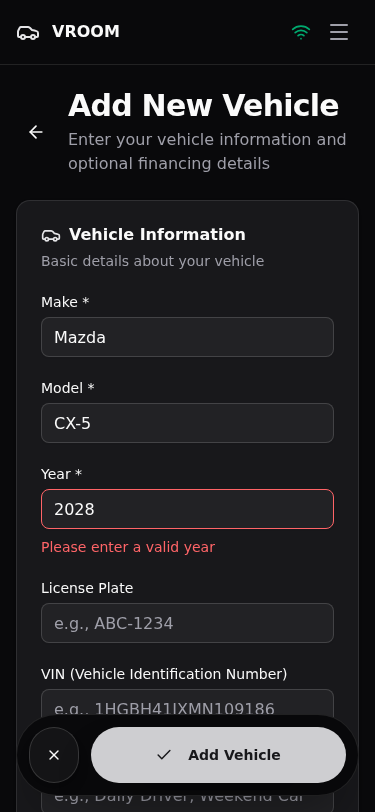 VROOM
Add New Vehicle
Enter your vehicle information and
optional financing details
Vehicle Information
Basic details about your vehicle
Make *
Mazda
Model *
CX-5
Year *
2028
Please enter a valid year
License Plate
e.g., ABC-1234
VIN (Vehicle Identification Number)
e.g., 1HGBH41JXMN109186
Add Vehicle
e.g., Daily Driver, Weekend Car